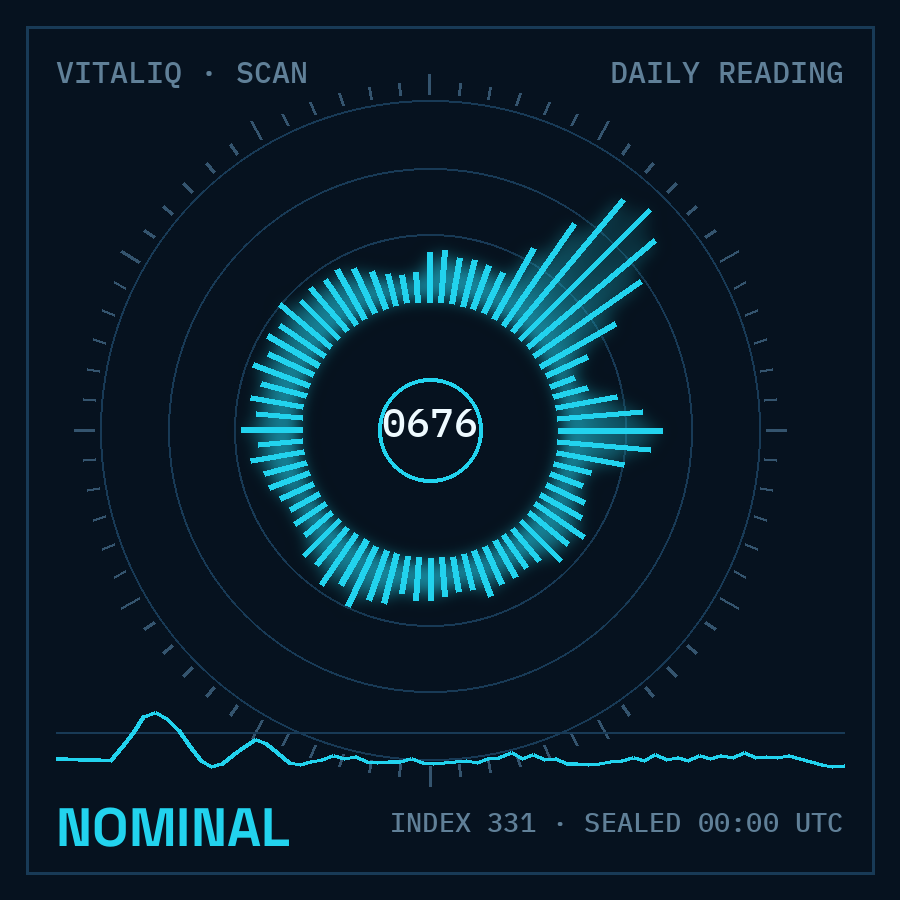 VITALIQ · SCAN
DAILY READING
0676
NOMINAL
INDEX 331 · SEALED 00:00 UTC